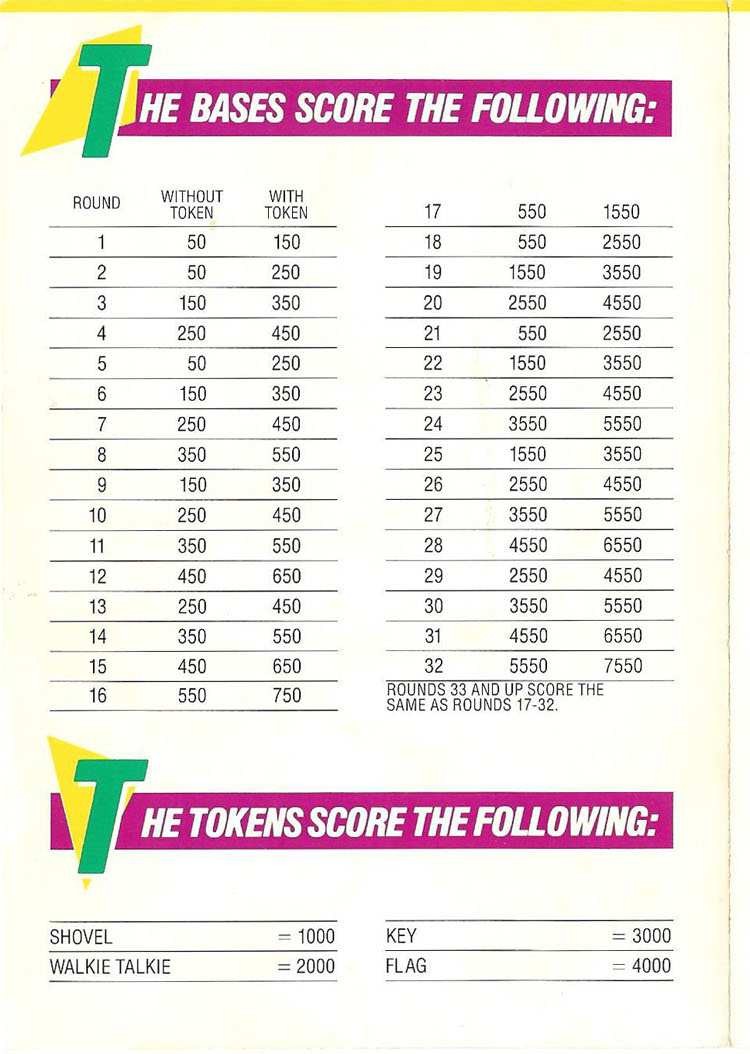 THE BASES SCORE THE FOLLOWING:
ROUND WITHOUT TOKEN WITH TOKEN
1 50 150
2 50 250
3 150 350
4 250 450
5 50 250
6 150 350
7 250 450
8 350 550
9 150 350
10 250 450
11 350 550
12 450 650
13 250 450
14 350 550
15 450 650
16 550 750
17 550 1550
18 550 2550
19 1550 3550
20 2550 4550
21 550 2550
22 1550 3550
23 2550 4550
24 3550 5550
25 1550 3550
26 2550 4550
27 3550 5550
28 4550 6550
29 2550 4550
30 3550 5550
31 4550 6550
32 5550 7550
ROUNDS 33 AND UP SCORE THE
SAME AS ROUNDS 17-32.
THE TOKENS SCORE THE FOLLOWING:
SHOVEL = 1000
WALKIE TALKIE = 2000
KEY = 3000
FLAG = 4000